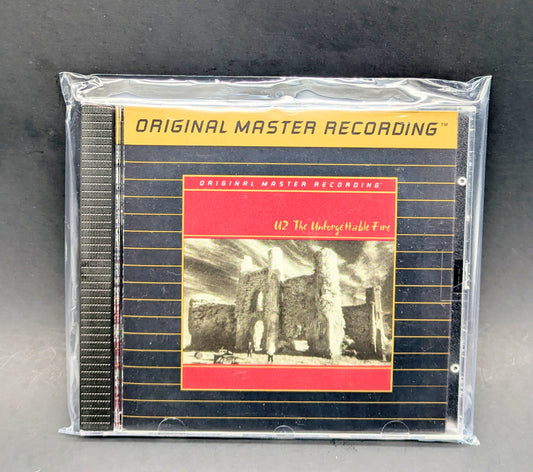 ORIGINAL MASTER RECORDING™
ORIGINAL MASTER RECORDING
U2 The Unforgettable Fire